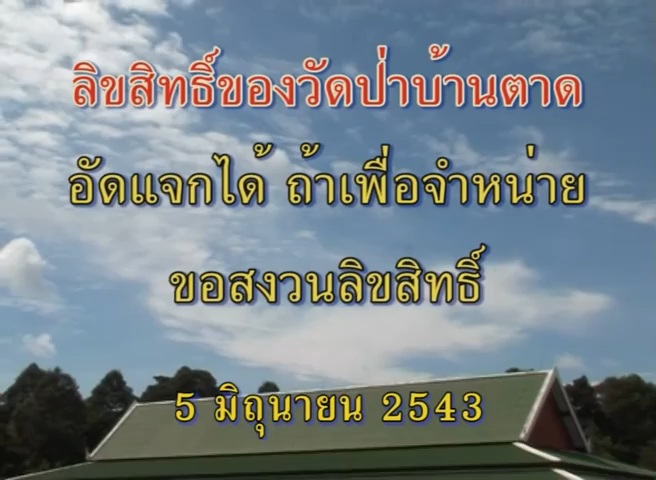 ลิขสิทธิ์ของวัดป่าบ้านตาด
อัดแจกได้ ถ้าเพื่อจำหน่าย
ขอสงวนลิขสิทธิ์
5 มิถุนายน 2543